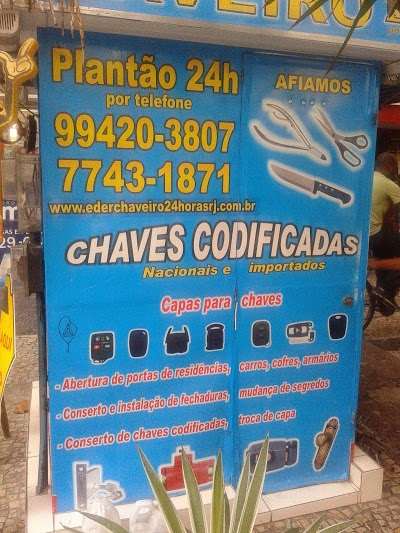 HAVEIRO
Plantão 24h
por telefone
99420-3807
7743-1871
www.ederchaveiro24horasrj.com.br
AFIAMOS
CHAVES CODIFICADAS
Nacionais e importados
Capas para chaves
- Abertura de portas de residências, carros, cofres, armários
- Conserto e instalação de fechaduras, mudança de segredos
- Conserto de chaves codificadas, troca de capa